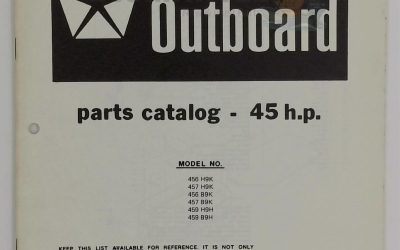 Outboard
parts catalog - 45 h.p.
MODEL NO.
456 H9K
457 H9K
456 B9K
457 B9K
459 H9H
459 B9H
KEEP THIS LIST AVAILABLE FOR REFERENCE. IT IS NOT ONLY